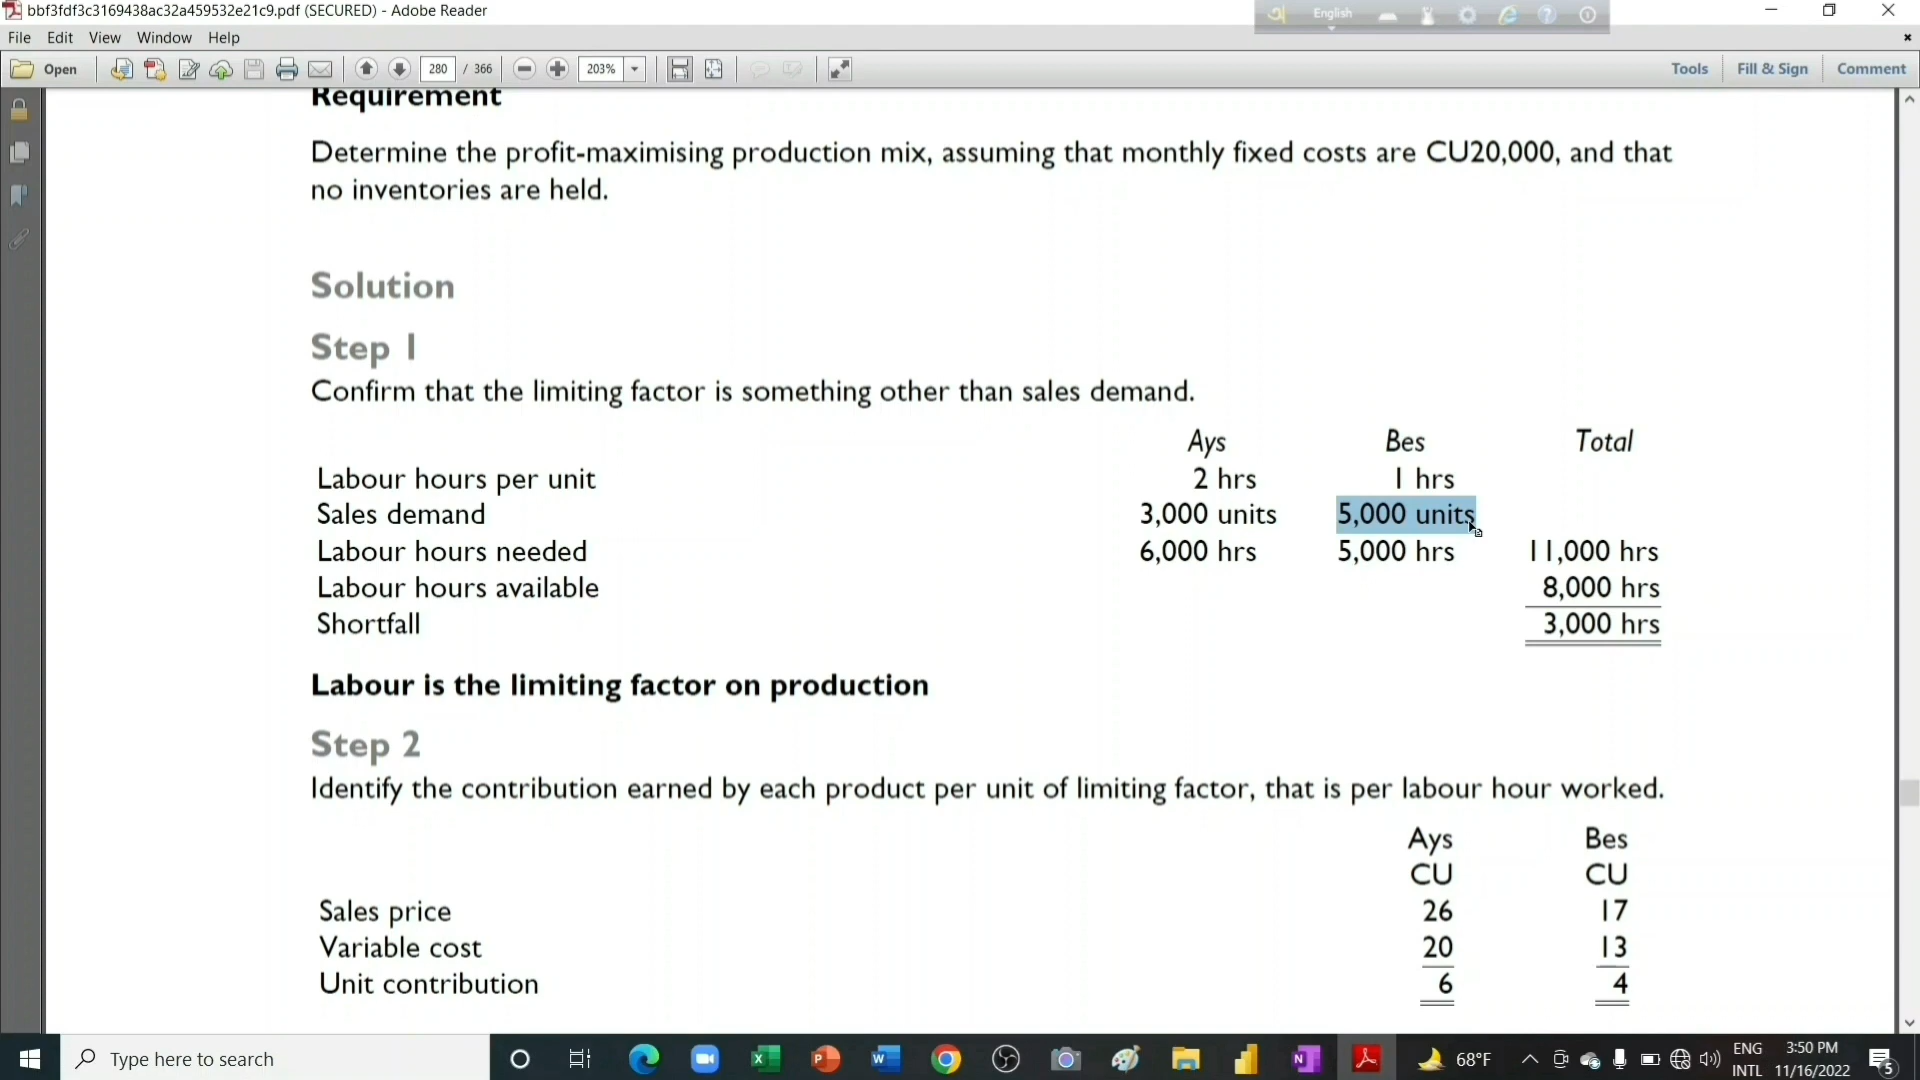 bbf3fdf3c3169438ac32a459532e21c9.pdf (SECURED) - Adobe Reader
English
File Edit View Window Help
Open 280 / 366 203% Tools Fill & Sign Comment
Requirement
Determine the profit-maximising production mix, assuming that monthly fixed costs are CU20,000, and that
no inventories are held.
Solution
Step 1
Confirm that the limiting factor is something other than sales demand.
Ays Bes Total
Labour hours per unit 2 hrs 1 hrs
Sales demand 3,000 units 5,000 units
Labour hours needed 6,000 hrs 5,000 hrs 11,000 hrs
Labour hours available 8,000 hrs
Shortfall 3,000 hrs
Labour is the limiting factor on production
Step 2
Identify the contribution earned by each product per unit of limiting factor, that is per labour hour worked.
Ays Bes
CU CU
Sales price 26 17
Variable cost 20 13
Unit contribution 6 4
Type here to search 68°F ENG 3:50 PM
INTL 11/16/2022 5